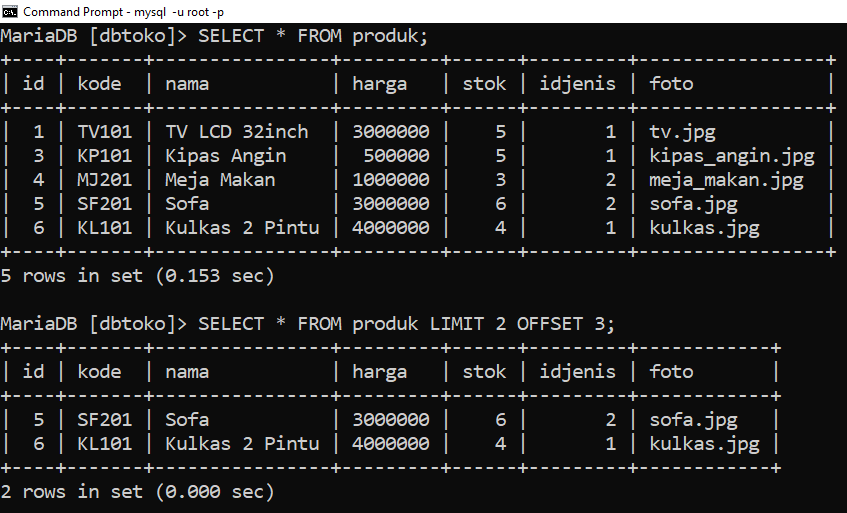 Command Prompt - mysql -u root -p
MariaDB [dbtoko]> SELECT * FROM produk;
+----+-------+----------------+---------+------+---------+-----------------+
| id | kode  | nama           | harga   | stok | idjenis | foto            |
+----+-------+----------------+---------+------+---------+-----------------+
|  1 | TV101 | TV LCD 32inch  | 3000000 |    5 |       1 | tv.jpg          |
|  3 | KP101 | Kipas Angin    |  500000 |    5 |       1 | kipas_angin.jpg |
|  4 | MJ201 | Meja Makan     | 1000000 |    3 |       2 | meja_makan.jpg  |
|  5 | SF201 | Sofa           | 3000000 |    6 |       2 | sofa.jpg        |
|  6 | KL101 | Kulkas 2 Pintu | 4000000 |    4 |       1 | kulkas.jpg      |
+----+-------+----------------+---------+------+---------+-----------------+
5 rows in set (0.153 sec)
MariaDB [dbtoko]> SELECT * FROM produk LIMIT 2 OFFSET 3;
+----+-------+----------------+---------+------+---------+------------+
| id | kode  | nama           | harga   | stok | idjenis | foto       |
+----+-------+----------------+---------+------+---------+------------+
|  5 | SF201 | Sofa           | 3000000 |    6 |       2 | sofa.jpg   |
|  6 | KL101 | Kulkas 2 Pintu | 4000000 |    4 |       1 | kulkas.jpg |
+----+-------+----------------+---------+------+---------+------------+
2 rows in set (0.000 sec)